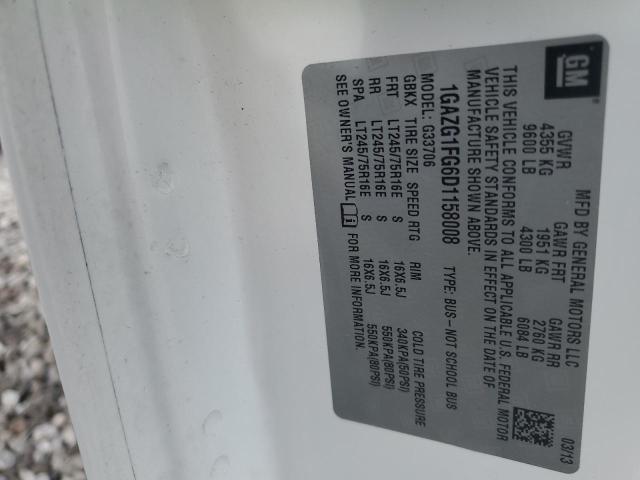 GM®
MFD BY GENERAL MOTORS LLC
03/13
GVWR GAWR FRT GAWR RR
4355 KG 1951 KG 2760 KG
9600 LB 4300 LB 6084 LB
THIS VEHICLE CONFORMS TO ALL APPLICABLE U.S. FEDERAL MOTOR
VEHICLE SAFETY STANDARDS IN EFFECT ON THE DATE OF
MANUFACTURE SHOWN ABOVE.
1GAZG1FG6D1158008 TYPE: BUS–NOT SCHOOL BUS
MODEL: G33706
GBKX TIRE SIZE SPEED RTG RIM COLD TIRE PRESSURE
FRT LT245/75R16E S 16X6.5J 340KPA(50PSI)
RR LT245/75R16E S 16X6.5J 550KPA(80PSI)
SPA LT245/75R16E S 16X6.5J 550KPA(80PSI)
SEE OWNER'S MANUAL FOR MORE INFORMATION.